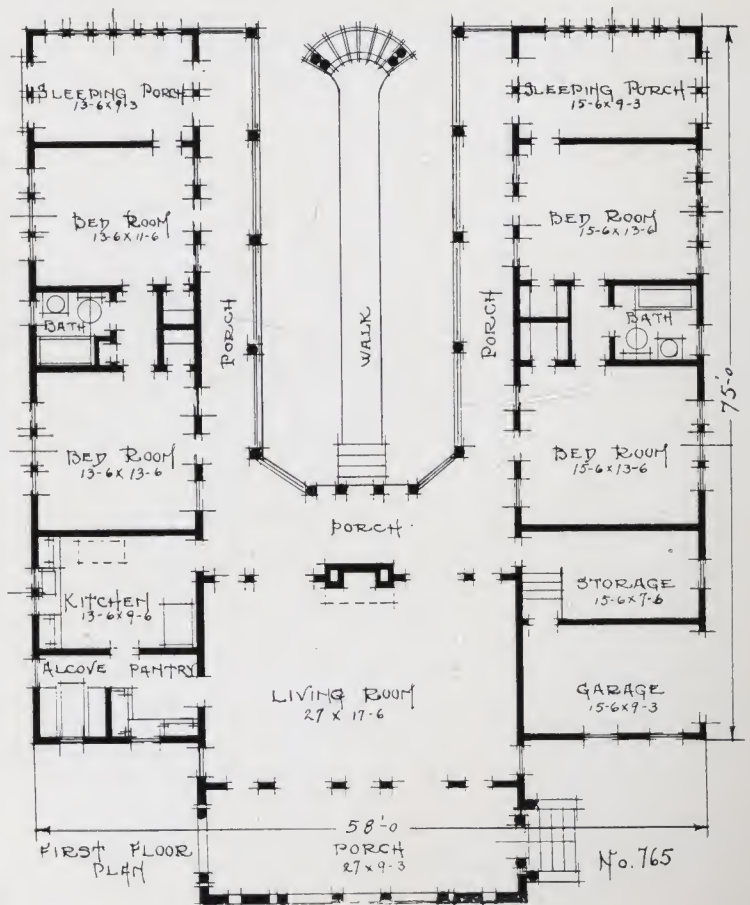 SLEEPING PORCH
13-6x9-3
SLEEPING PORCH
15-6x9-3
BED ROOM
13-6x11-6
BED ROOM
15-6x13-6
BATH
PORCH
WALK
PORCH
BATH
75'-0
BED ROOM
13-6x13-6
BED ROOM
15-6x13-6
PORCH
KITCHEN
13-6x9-6
STORAGE
15-6x7-6
ALCOVE
PANTRY
LIVING ROOM
27 x 17-6
GARAGE
15-6x9-3
58'-0
FIRST FLOOR
PLAN
PORCH
27x9-3
No. 765